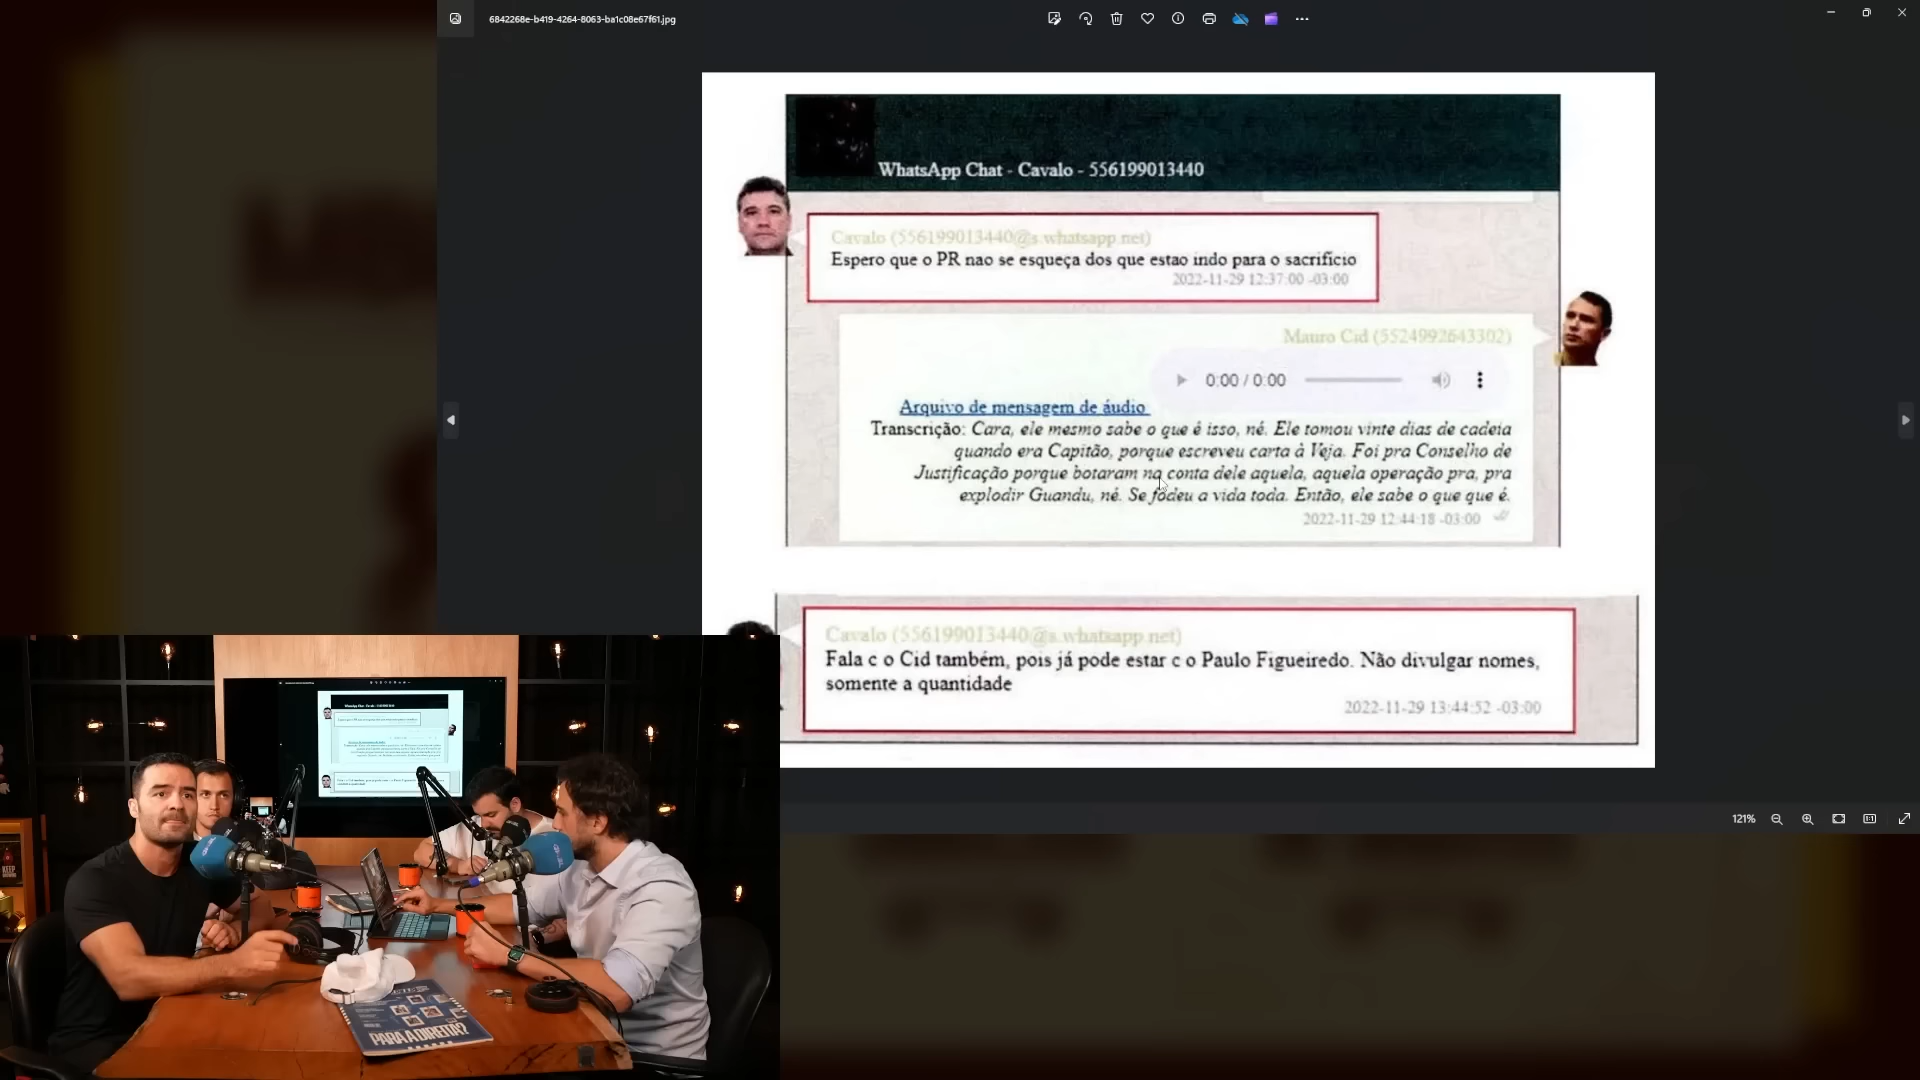 6842268e-b419-4264-8063-ba1c08e67f61.jpg
WhatsApp Chat - Cavalo - 556199013440
Cavalo (556199013440@s.whatsapp.net)
Espero que o PR nao se esqueça dos que estao indo para o sacrifício
2022-11-29 12:37:00 -03:00
Mauro Cid (5524992643302)
0:00 / 0:00
Arquivo de mensagem de áudio
Transcrição: Cara, ele mesmo sabe o que é isso, né. Ele tomou vinte dias de cadeia
quando era Capitão, porque escreveu carta à Veja. Foi pra Conselho de
Justificação porque botaram na conta dele aquela, aquela operação pra, pra
explodir Guandu, né. Se fodeu a vida toda. Então, ele sabe o que que é.
2022-11-29 12:44:18 -03:00
Cavalo (556199013440@s.whatsapp.net)
Fala c o Cid também, pois já pode estar c o Paulo Figueiredo. Não divulgar nomes,
somente a quantidade
2022-11-29 13:44:52 -03:00
121%
1:1
KEEP
PARA A DIREITA?